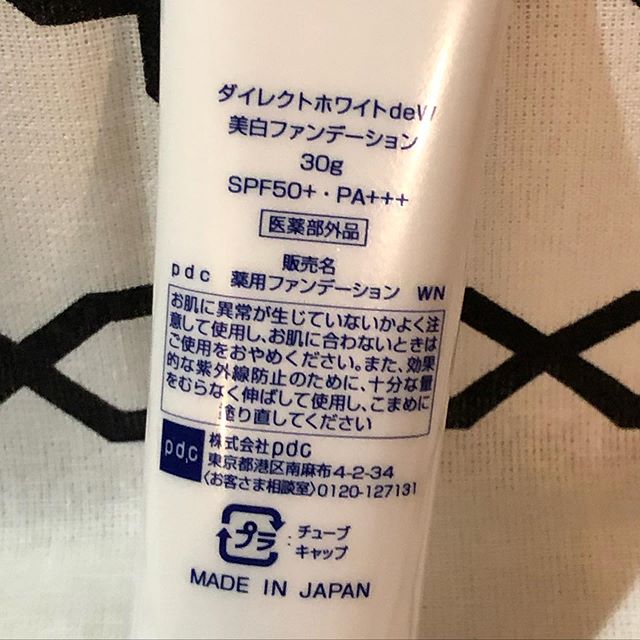 ダイレクトホワイトdeW
美白ファンデーション
30g
SPF50+・PA+++
医薬部外品
販売名
pdc 薬用ファンデーション WN
お肌に異常が生じていないかよく注
意して使用し、お肌に合わないときは
ご使用をおやめください。また、効果
的な紫外線防止のために、十分な量
をむらなく伸ばして使用し、こまめに
塗り直してください
pd,c
株式会社pdc
東京都港区南麻布4-2-34
〈お客さま相談室〉0120-127131
プラ
:チューブ
キャップ
MADE IN JAPAN